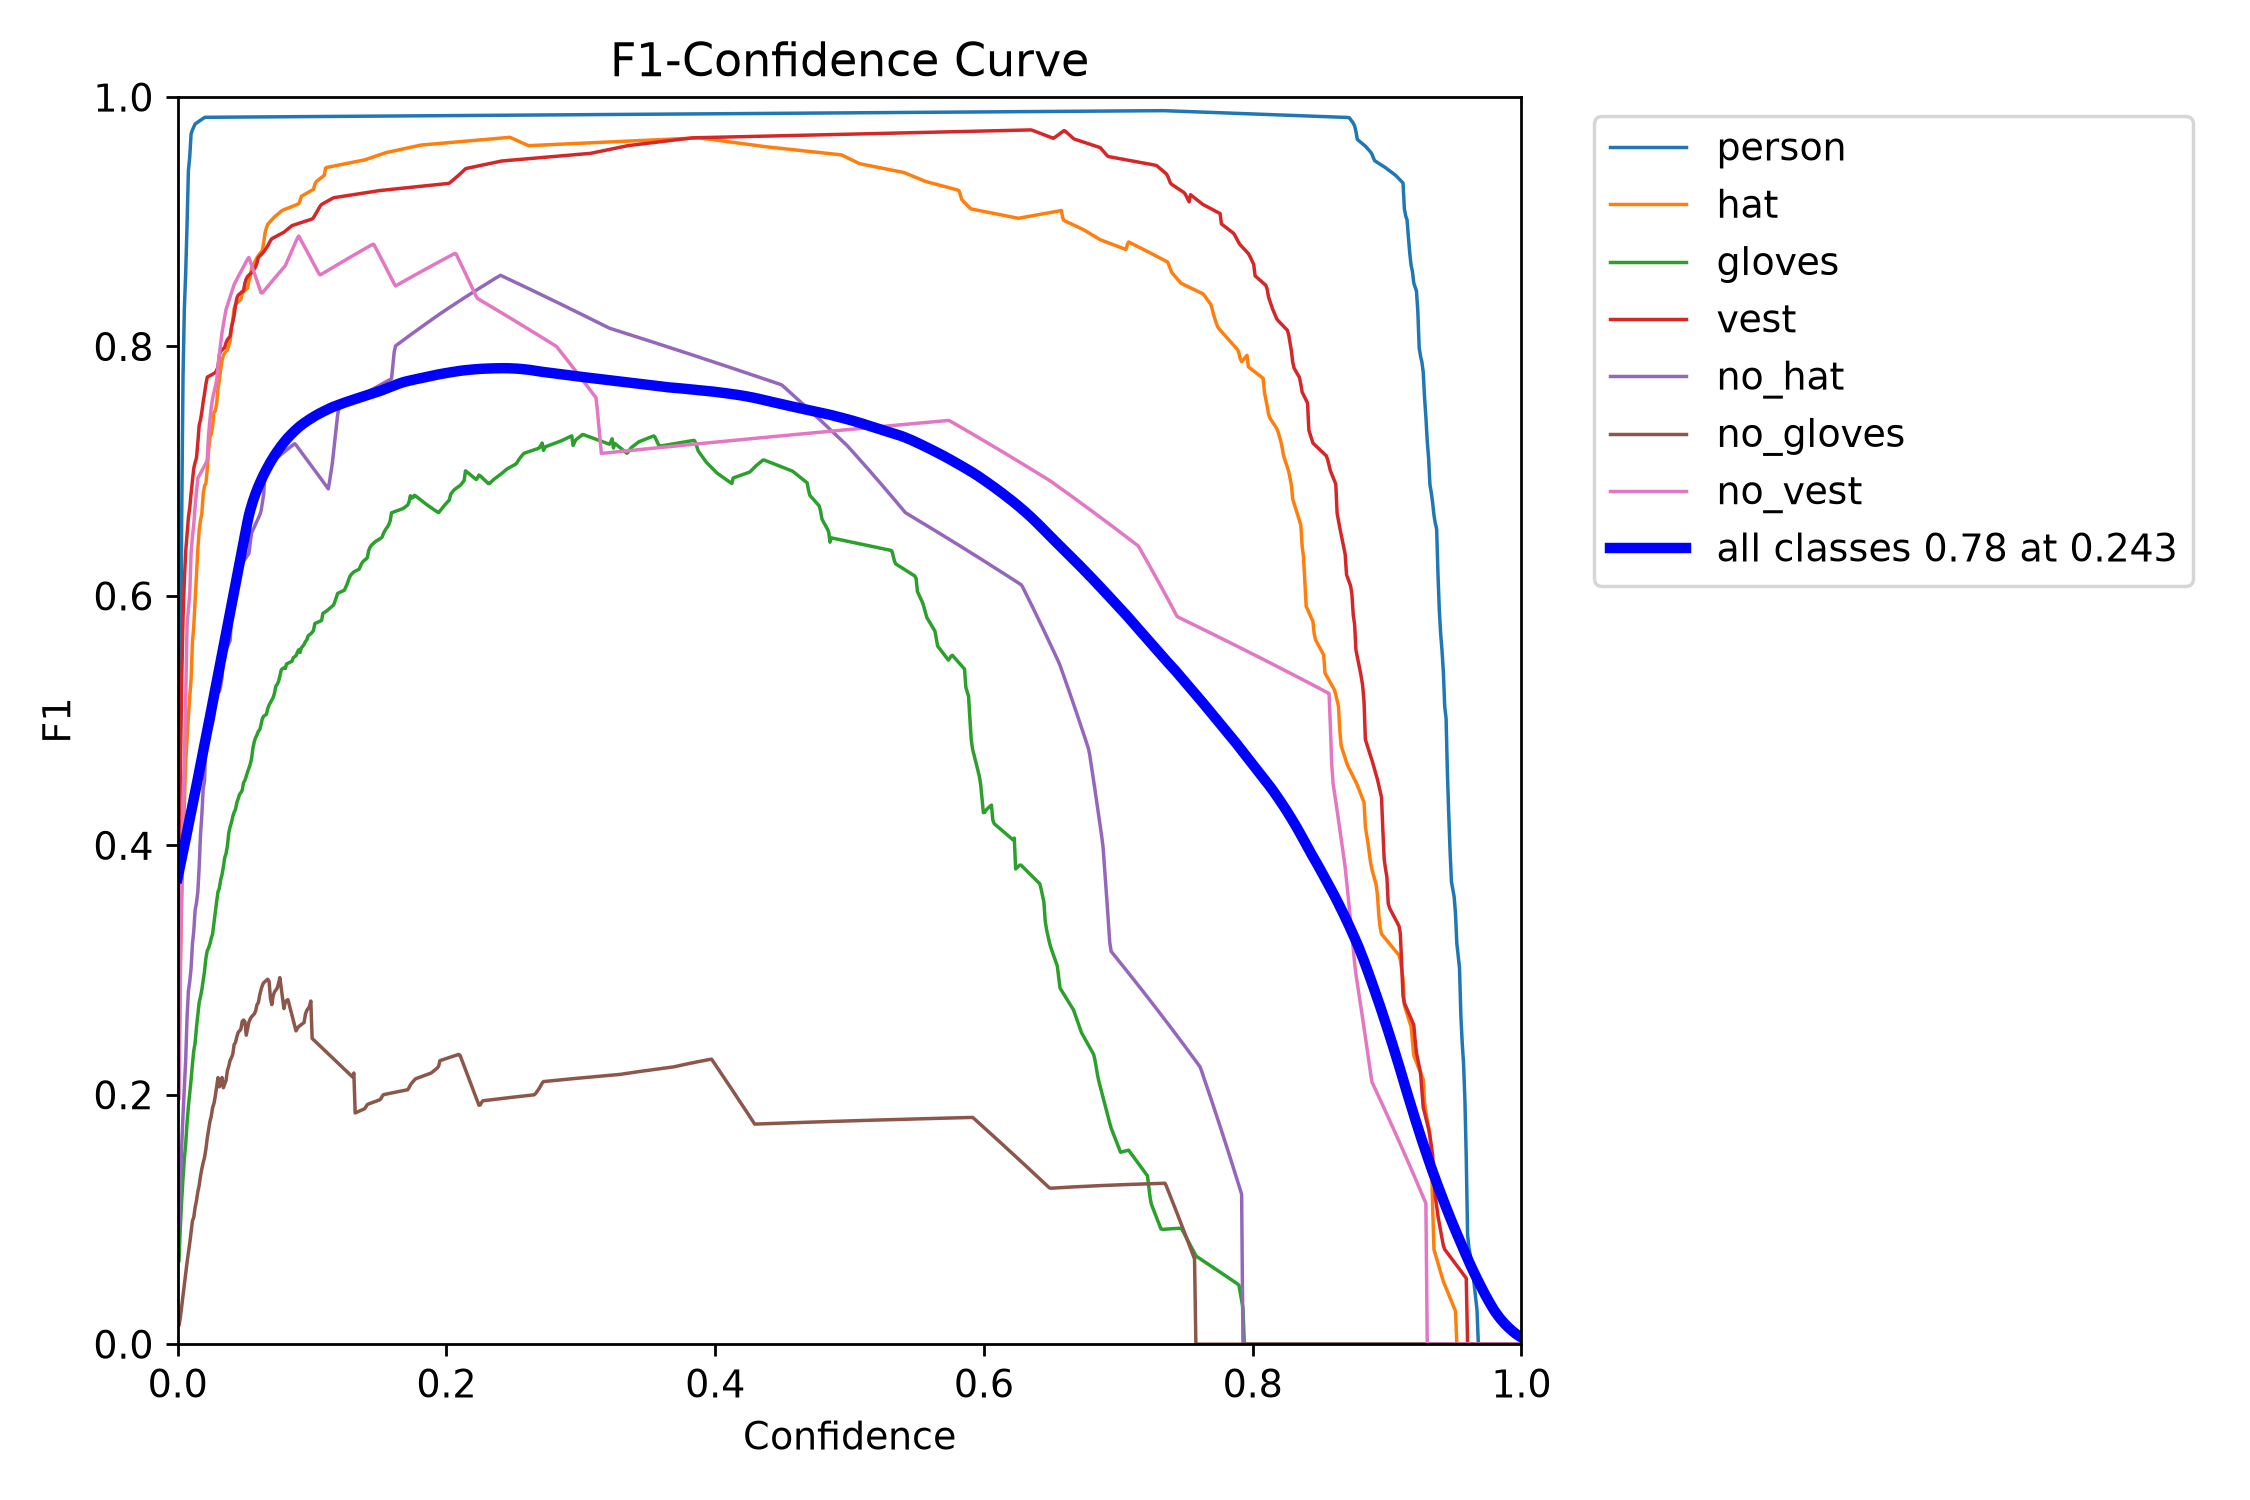 F1-Confidence Curve
1.0
0.8
0.6
0.4
0.2
0.0
F1
0.0 0.2 0.4 0.6 0.8 1.0
Confidence
person
hat
gloves
vest
no_hat
no_gloves
no_vest
all classes 0.78 at 0.243